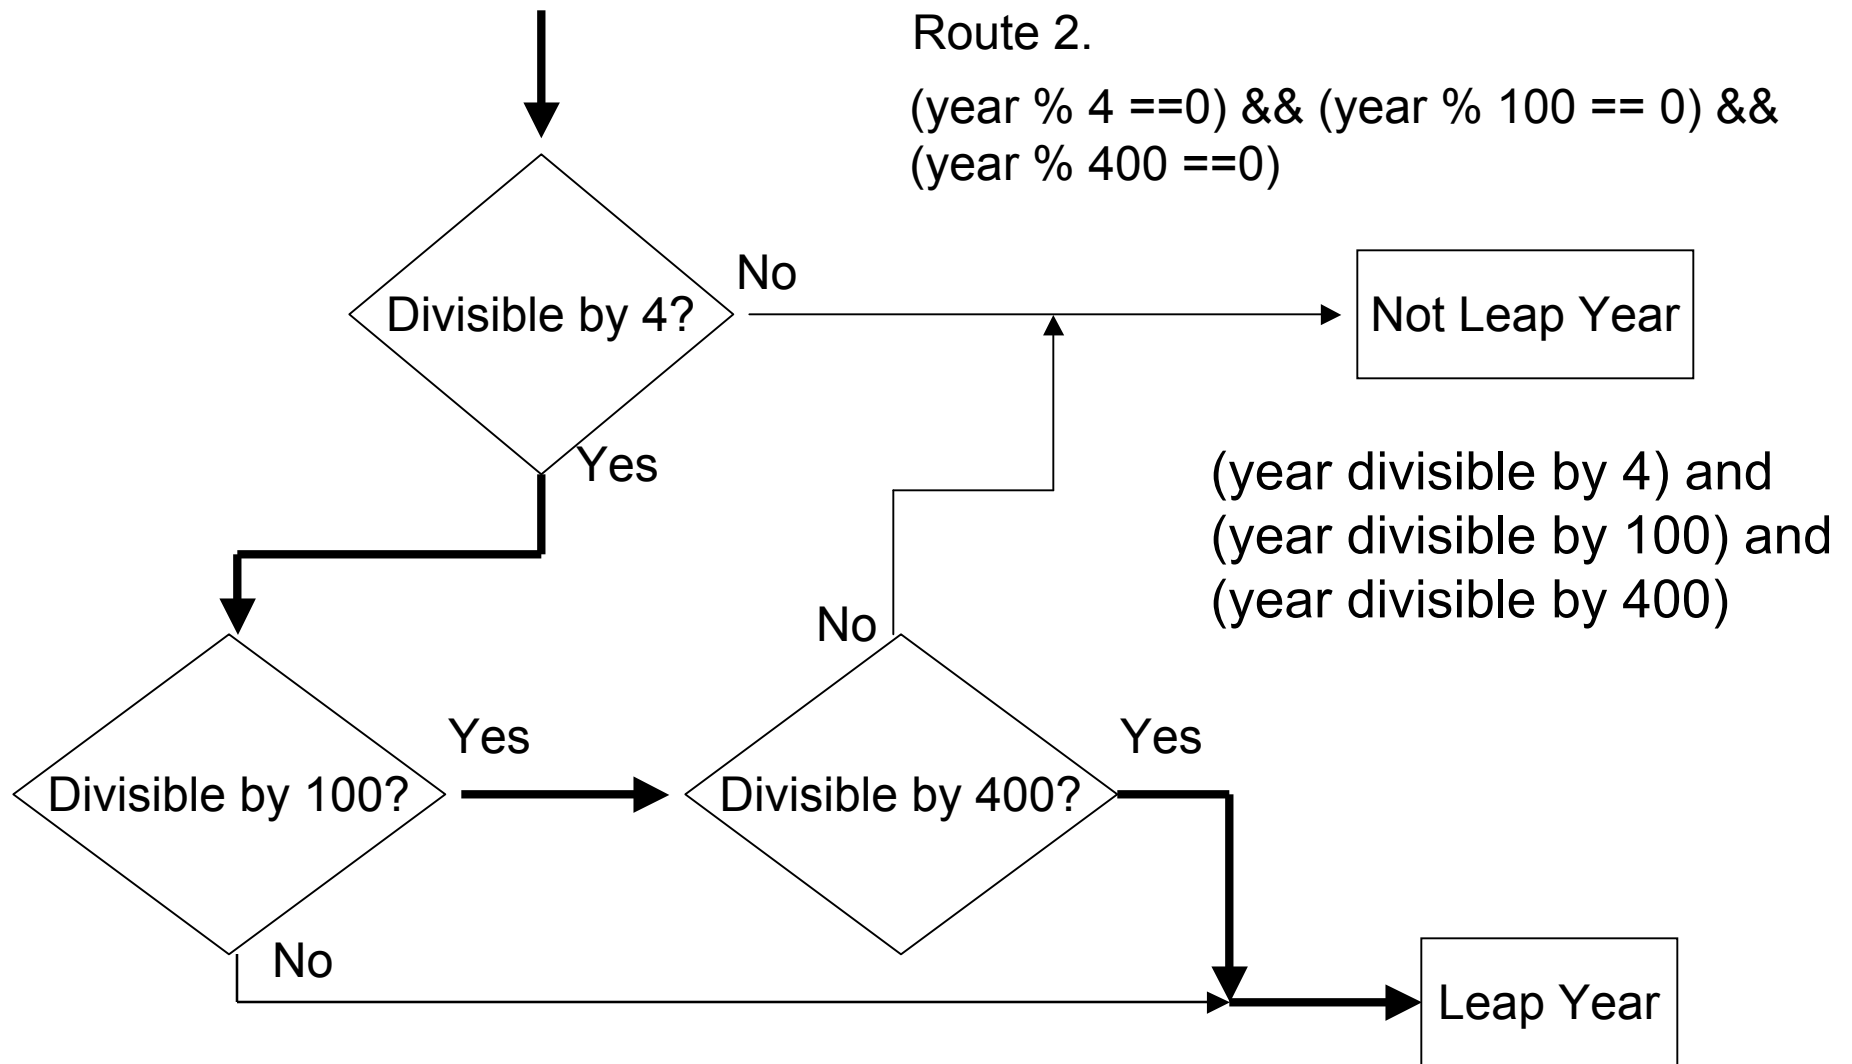 Route 2.
(year % 4 ==0) && (year % 100 == 0) &&
(year % 400 ==0)
No
Divisible by 4?
Not Leap Year
Yes
(year divisible by 4) and
(year divisible by 100) and
(year divisible by 400)
No
Yes
Yes
Divisible by 100?
Divisible by 400?
No
Leap Year